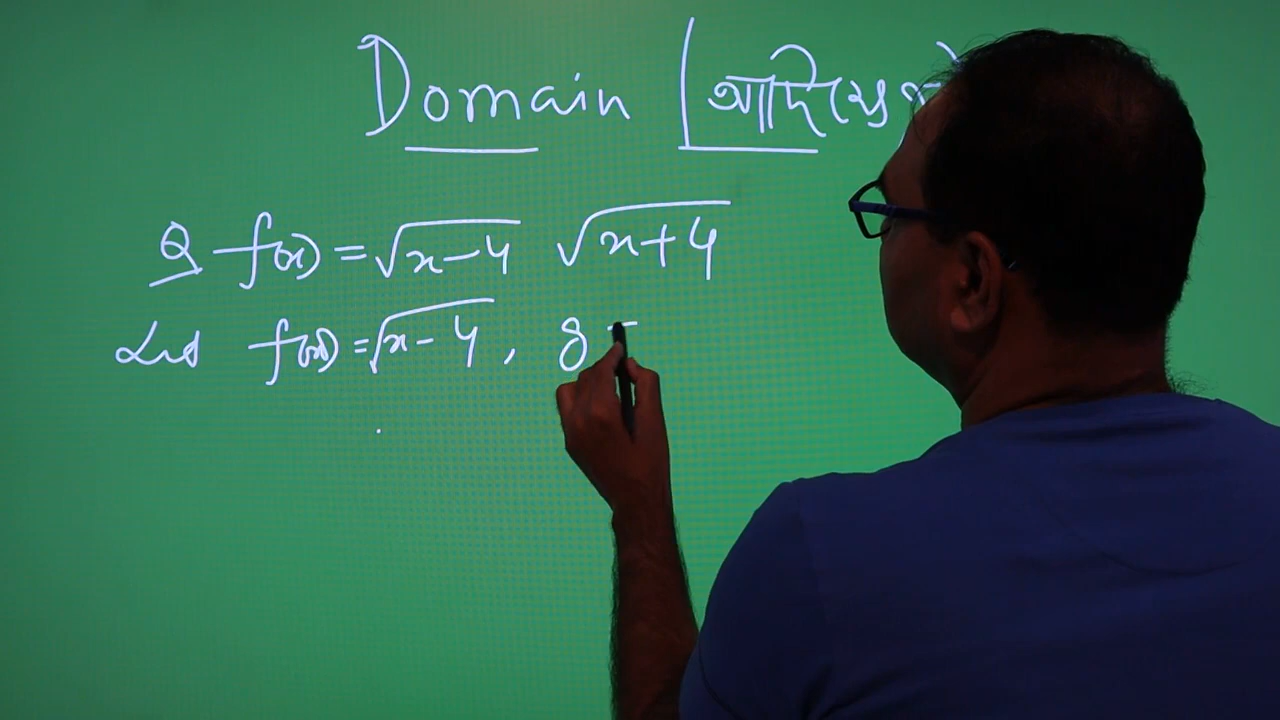 Domain
Q f(x) = √(x-4) √(x+4)
Let f(x) = √(x-4), g